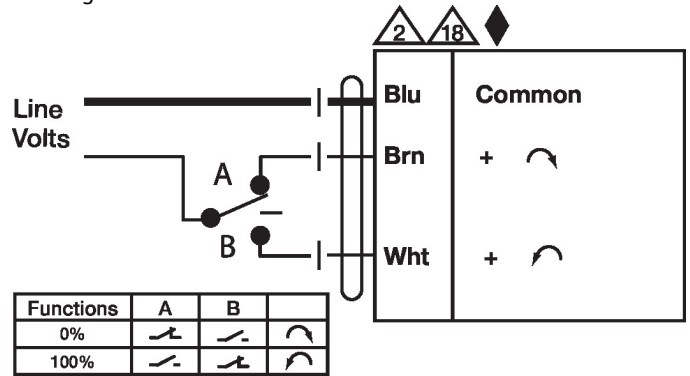 2 18
Line
Volts
Blu Common
Brn +
A
B
Wht +
Functions A B
0%
100%